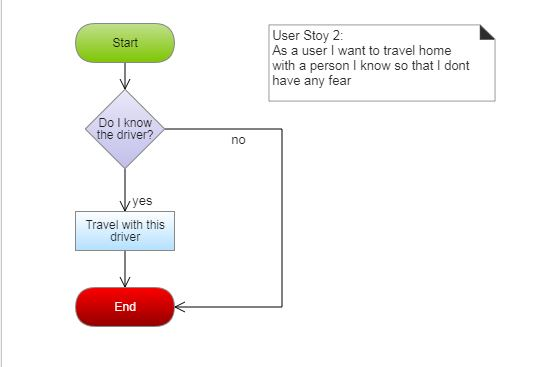 Start
User Stoy 2:
As a user I want to travel home
with a person I know so that I dont
have any fear
Do I know
the driver?
no
yes
Travel with this
driver
End